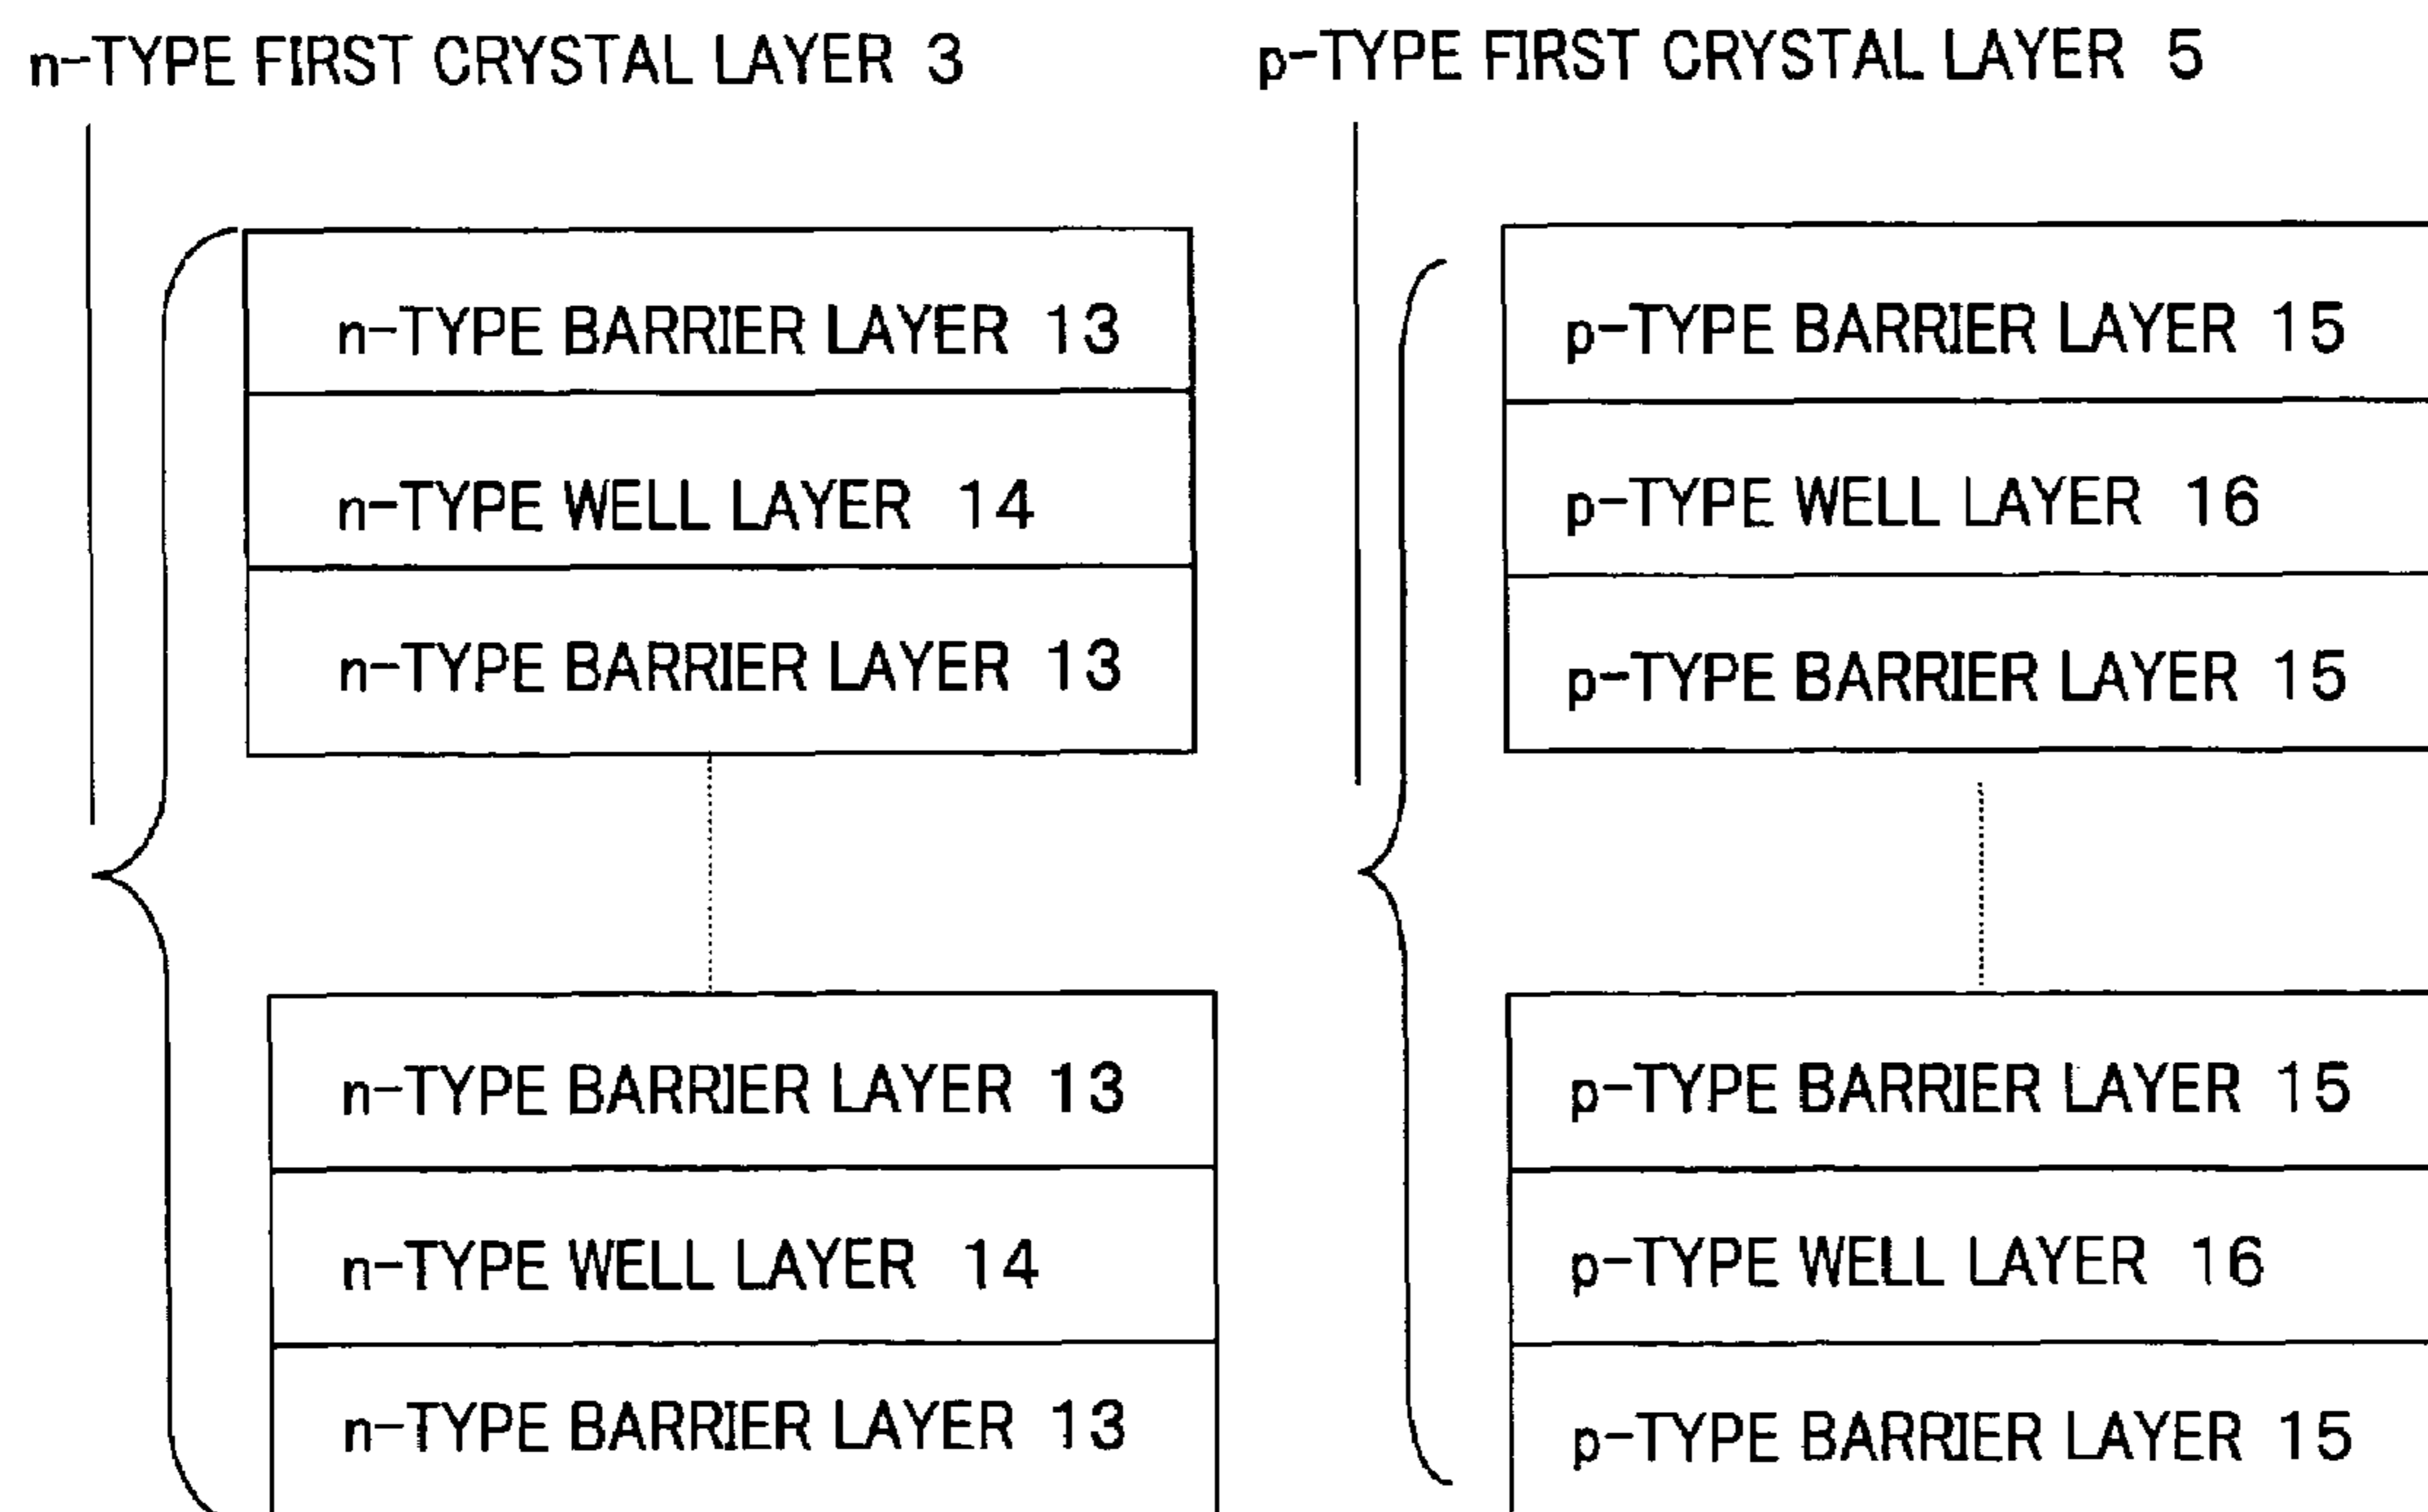 n-TYPE FIRST CRYSTAL LAYER 3
n-TYPE BARRIER LAYER 13
n-TYPE WELL LAYER 14
n-TYPE BARRIER LAYER 13
n-TYPE BARRIER LAYER 13
n-TYPE WELL LAYER 14
n-TYPE BARRIER LAYER 13
p-TYPE FIRST CRYSTAL LAYER 5
p-TYPE BARRIER LAYER 15
p-TYPE WELL LAYER 16
p-TYPE BARRIER LAYER 15
p-TYPE BARRIER LAYER 15
p-TYPE WELL LAYER 16
p-TYPE BARRIER LAYER 15